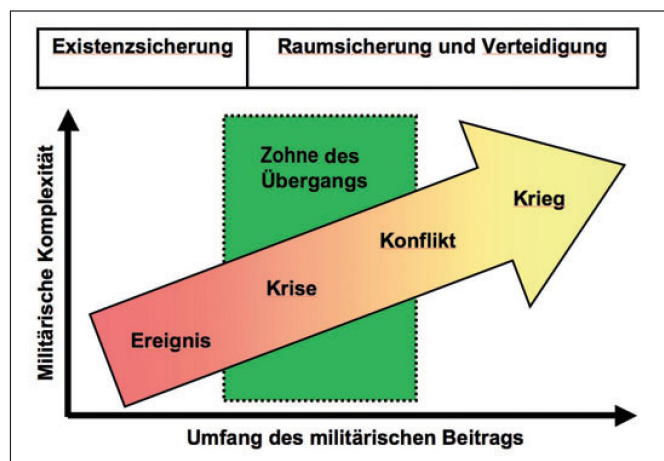 Existenzsicherung
Raumsicherung und Verteidigung
Militärische Komplexität
Zohne des
Übergangs
Krieg
Konflikt
Krise
Ereignis
Umfang des militärischen Beitrags